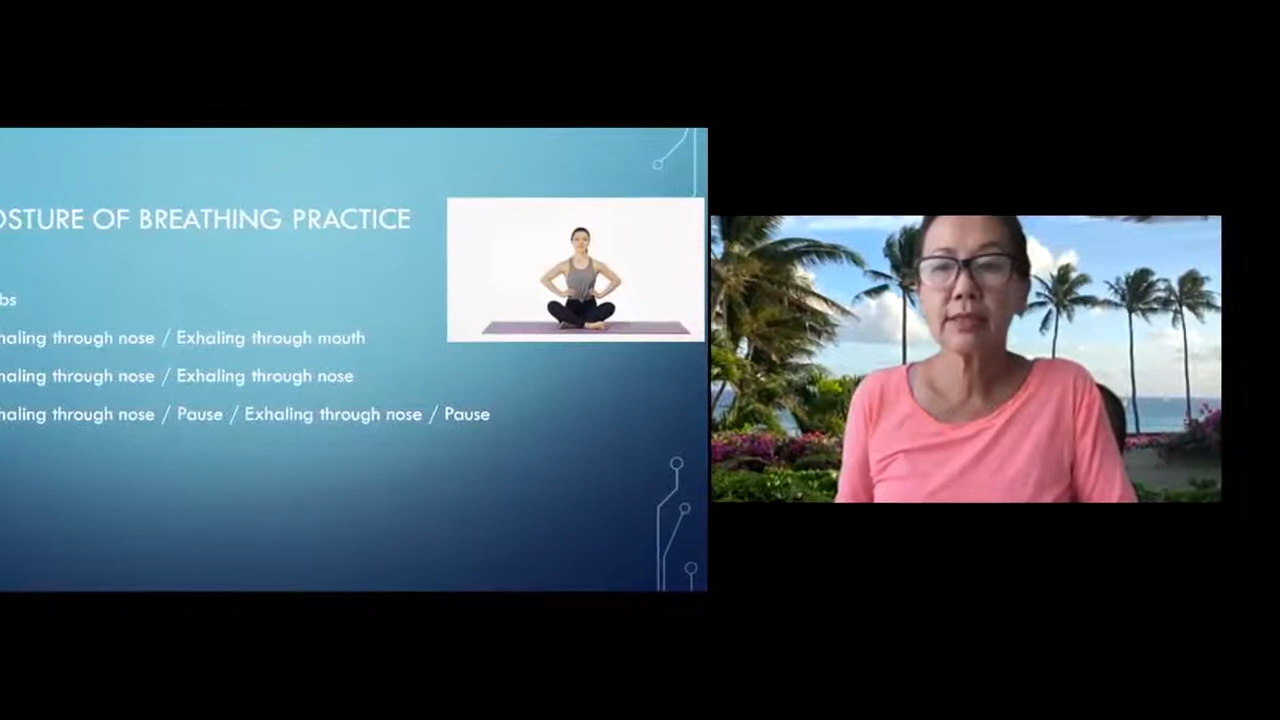 OSTURE OF BREATHING PRACTICE
bs
haling through nose / Exhaling through mouth
haling through nose / Exhaling through nose
haling through nose / Pause / Exhaling through nose / Pause